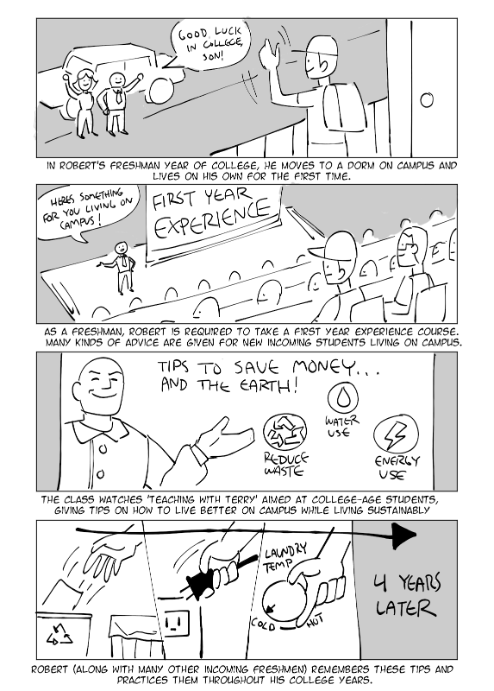 GOOD LUCK
IN COLLEGE,
SON!
IN ROBERT'S FRESHMAN YEAR OF COLLEGE, HE MOVES TO A DORM ON CAMPUS AND
LIVES ON HIS OWN FOR THE FIRST TIME.
HERES SOMETHING
FOR YOU LIVING ON
CAMPUS!
FIRST YEAR
EXPERIENCE
AS A FRESHMAN, ROBERT IS REQUIRED TO TAKE A FIRST YEAR EXPERIENCE COURSE.
MANY KINDS OF ADVICE ARE GIVEN FOR NEW INCOMING STUDENTS LIVING ON CAMPUS.
TIPS TO SAVE MONEY...
AND THE EARTH!
WATER
USE
REDUCE
WASTE
ENERGY
USE
THE CLASS WATCHES 'TEACHING WITH TERRY' AIMED AT COLLEGE-AGE STUDENTS,
GIVING TIPS ON HOW TO LIVE BETTER ON CAMPUS WHILE LIVING SUSTAINABLY
LAUNDRY
TEMP
COLD HOT
4 YEARS
LATER
ROBERT (ALONG WITH MANY OTHER INCOMING FRESHMEN) REMEMBERS THESE TIPS AND
PRACTICES THEM THROUGHOUT HIS COLLEGE YEARS.